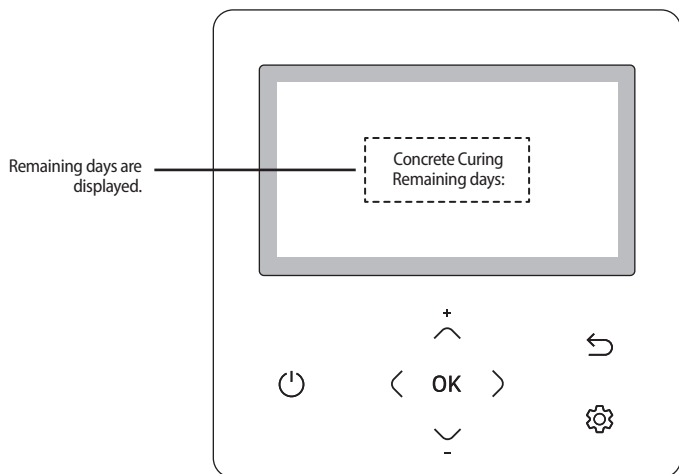 Remaining days are
displayed.
Concrete Curing
Remaining days:
+
OK
-